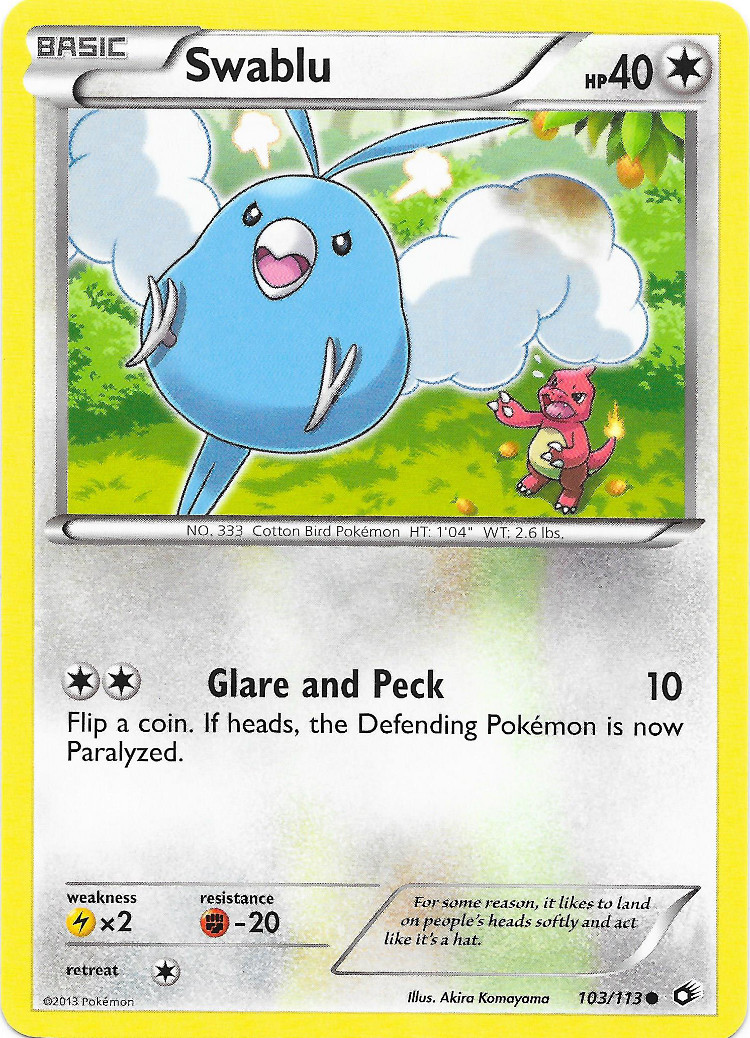 BASIC
Swablu
HP40
NO. 333 Cotton Bird Pokémon HT: 1'04" WT: 2.6 lbs.
Glare and Peck 10
Flip a coin. If heads, the Defending Pokémon is now
Paralyzed.
weakness resistance
×2 -20
For some reason, it likes to land
on people's heads softly and act
like it's a hat.
retreat
©2013 Pokémon Illus. Akira Komayama 103/113